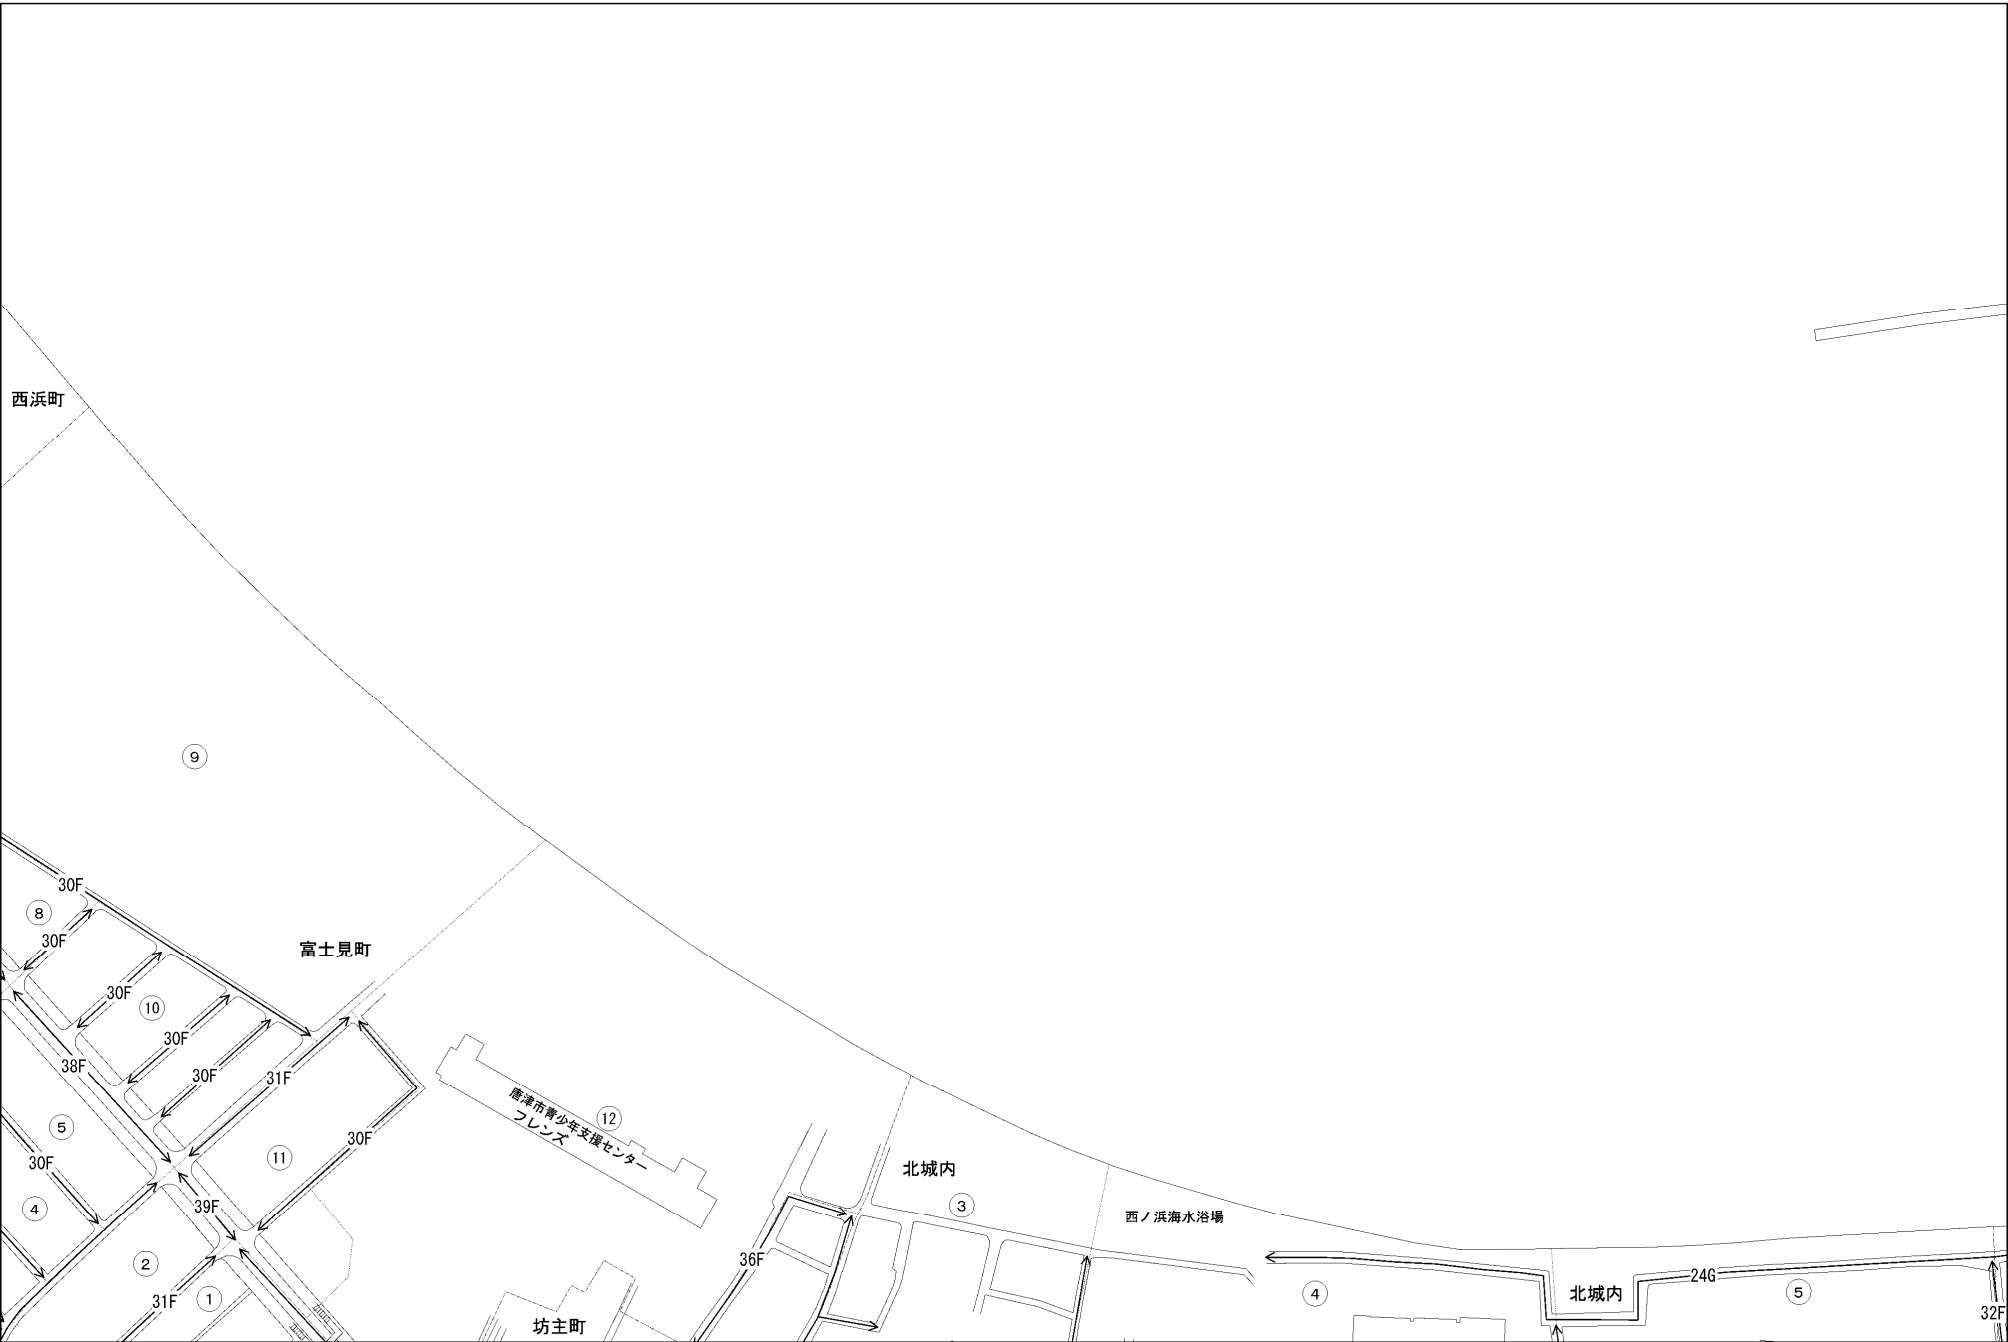 西浜町
⑨
30F
⑧
30F
富士見町
30F
⑩
30F
38F
30F
31F
唐津市青少年支援センター
フレンズ
⑫
⑤
30F
⑪
30F
北城内
③
39F
④
西ノ浜海水浴場
36F
②
31F
①
坊主町
④
北城内
24G
⑤
32F